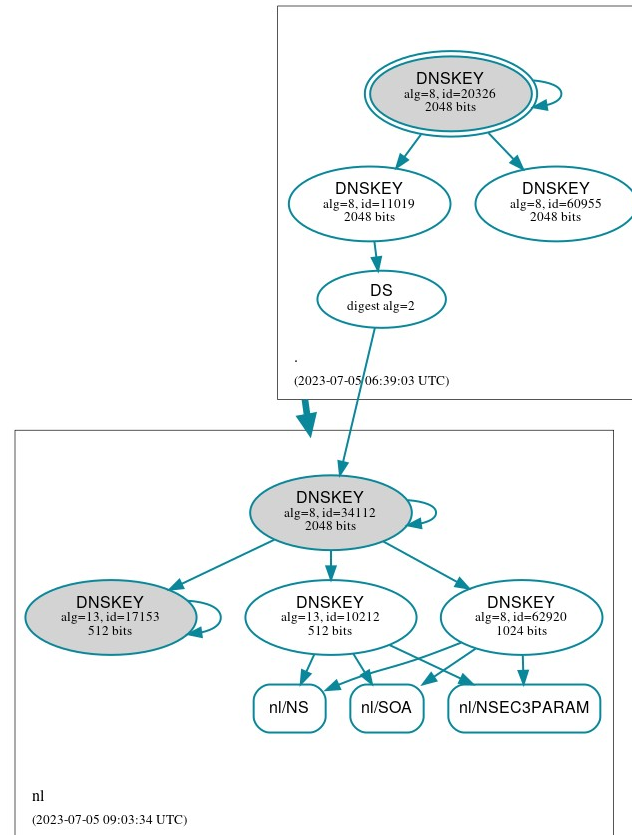 DNSKEY
alg=8, id=20326
2048 bits
DNSKEY
alg=8, id=11019
2048 bits
DNSKEY
alg=8, id=60955
2048 bits
DS
digest alg=2
.
(2023-07-05 06:39:03 UTC)
DNSKEY
alg=8, id=34112
2048 bits
DNSKEY
alg=13, id=17153
512 bits
DNSKEY
alg=13, id=10212
512 bits
DNSKEY
alg=8, id=62920
1024 bits
nl/NS
nl/SOA
nl/NSEC3PARAM
nl
(2023-07-05 09:03:34 UTC)